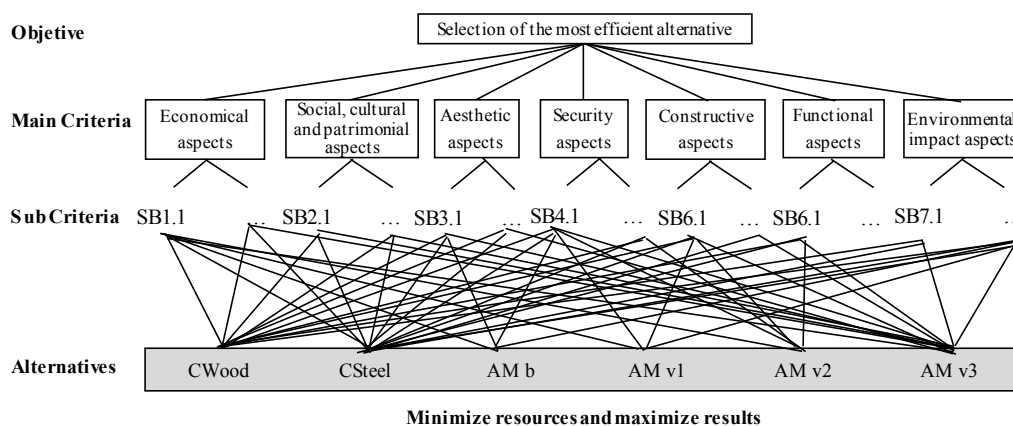 Objetive
Selection of the most efficient alternative
Main Criteria
Economical
aspects
Social, cultural
and patrimonial
aspects
Aesthetic
aspects
Security
aspects
Constructive
aspects
Functional
aspects
Environmental
impact aspects
Sub Criteria
SB1.1 ... SB2.1 ... SB3.1 ... SB4.1 ... SB6.1 ... SB6.1 ... SB7.1 ...
Alternatives
CWood CSteel AM b AM v1 AM v2 AM v3
Minimize resources and maximize results